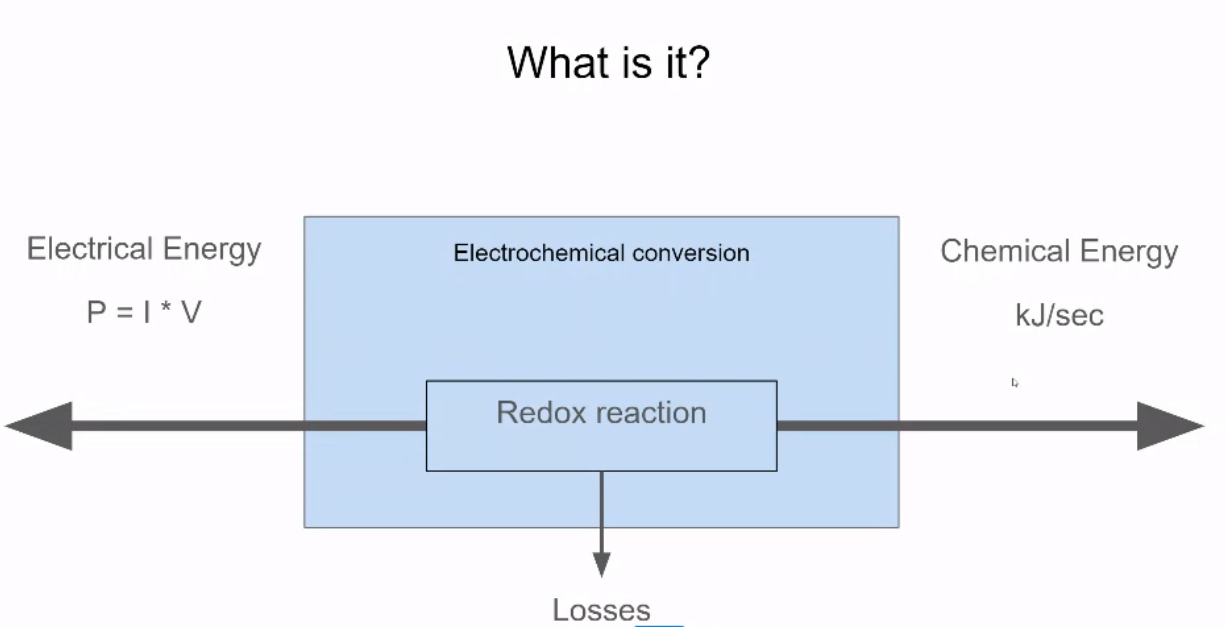 What is it?
Electrical Energy
P = I * V
Electrochemical conversion
Redox reaction
Chemical Energy
kJ/sec
Losses